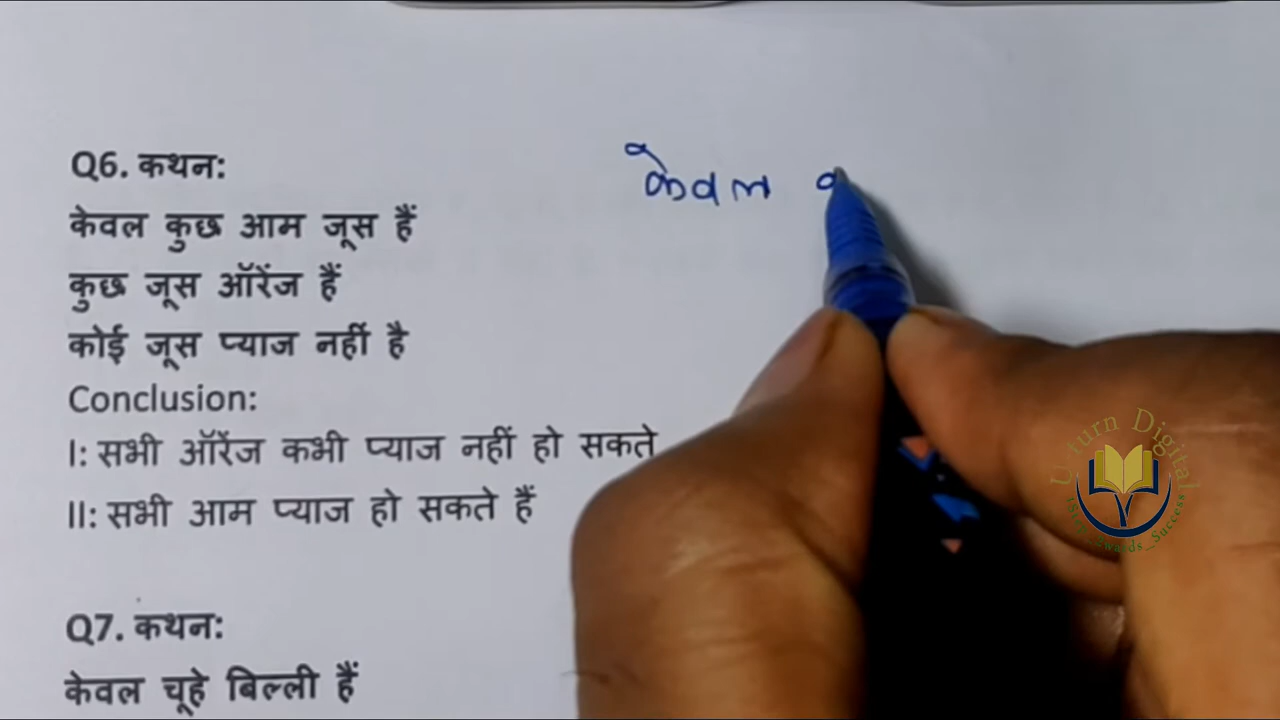 Q6. कथन:
केवल कुछ आम जूस हैं
कुछ जूस ऑरेंज हैं
कोई जूस प्याज नहीं है
Conclusion:
I: सभी ऑरेंज कभी प्याज नहीं हो सकते
II: सभी आम प्याज हो सकते हैं
Q7. कथन:
केवल चूहे बिल्ली हैं
केवल
U-turn Digital